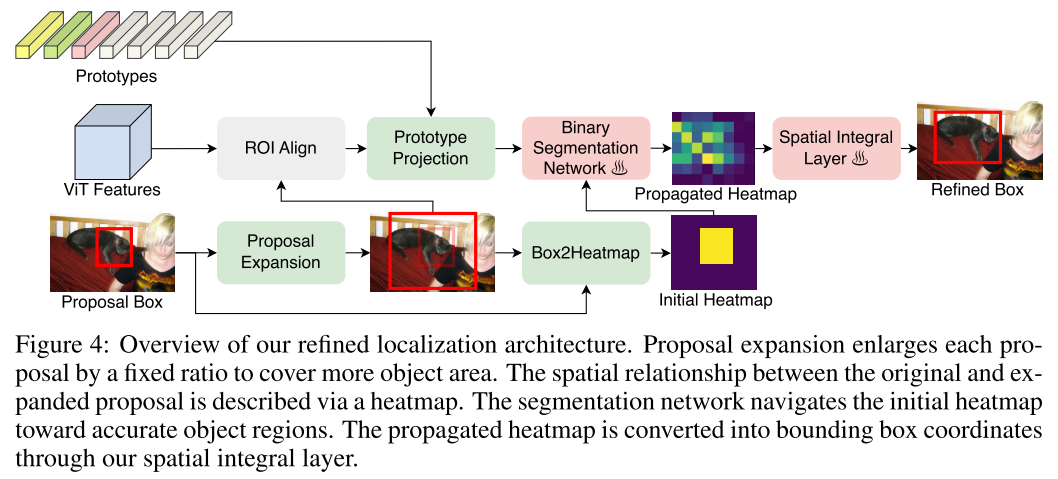 Prototypes
ViT Features
ROI Align
Prototype
Projection
Binary
Segmentation
Network ♨
Propagated Heatmap
Spatial Integral
Layer ♨
Refined Box
Proposal Box
Proposal
Expansion
Box2Heatmap
Initial Heatmap
Figure 4: Overview of our refined localization architecture. Proposal expansion enlarges each pro-
posal by a fixed ratio to cover more object area. The spatial relationship between the original and ex-
panded proposal is described via a heatmap. The segmentation network navigates the initial heatmap
toward accurate object regions. The propagated heatmap is converted into bounding box coordinates
through our spatial integral layer.